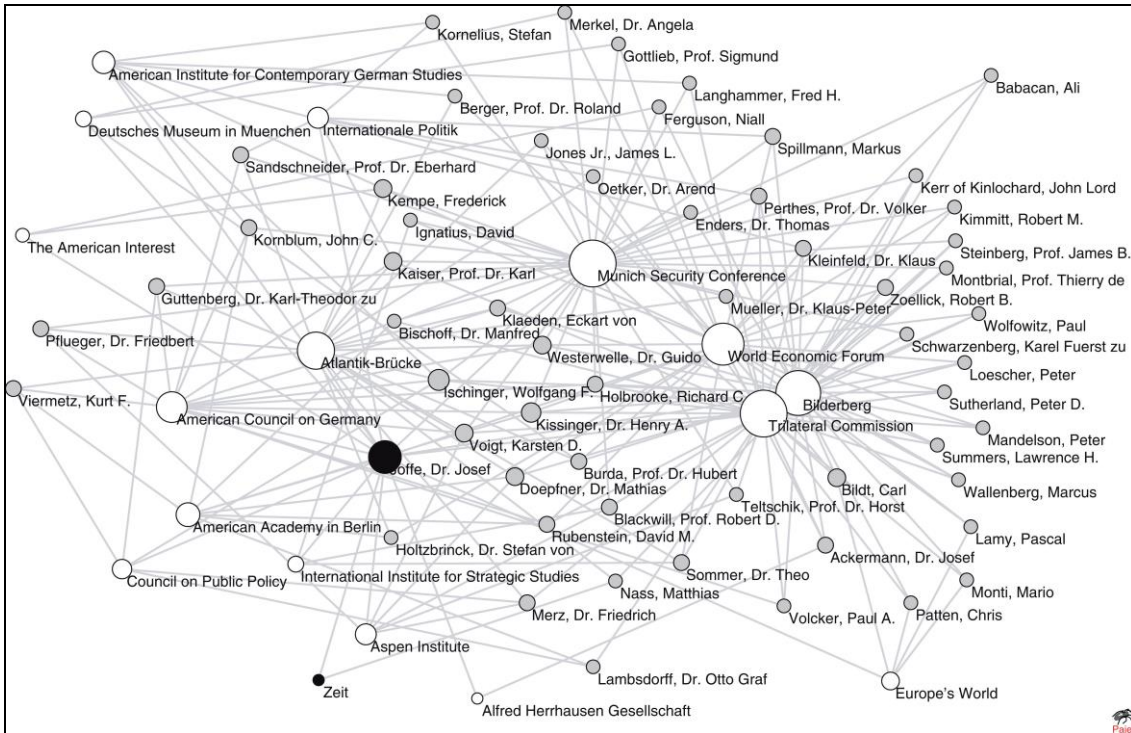 Kornelius, Stefan
Merkel, Dr. Angela
Gottlieb, Prof. Sigmund
American Institute for Contemporary German Studies
Langhammer, Fred H.
Babacan, Ali
Berger, Prof. Dr. Roland
Ferguson, Niall
Deutsches Museum in Muenchen
Internationale Politik
Jones Jr., James L.
Spillmann, Markus
Sandschneider, Prof. Dr. Eberhard
Oetker, Dr. Arend
Kerr of Kinlochard, John Lord
Kempe, Frederick
Perthes, Prof. Dr. Volker
Enders, Dr. Thomas
Kimmitt, Robert M.
Ignatius, David
The American Interest
Kornblum, John C.
Kleinfeld, Dr. Klaus
Steinberg, Prof. James B.
Kaiser, Prof. Dr. Karl
Munich Security Conference
Montbrial, Prof. Thierry de
Guttenberg, Dr. Karl-Theodor zu
Zoellick, Robert B.
Mueller, Dr. Klaus-Peter
Klaeden, Eckart von
Wolfowitz, Paul
Bischoff, Dr. Manfred
Pflueger, Dr. Friedbert
Schwarzenberg, Karel Fuerst zu
Atlantik-Brücke
Westerwelle, Dr. Guido
World Economic Forum
Loescher, Peter
Ischinger, Wolfgang F.
Holbrooke, Richard C
Viermetz, Kurt F.
Bilderberg
Sutherland, Peter D.
American Council on Germany
Kissinger, Dr. Henry A.
Trilateral Commission
Mandelson, Peter
Voigt, Karsten D.
Summers, Lawrence H.
Joffe, Dr. Josef
Burda, Prof. Dr. Hubert
Doepfner, Dr. Mathias
Bildt, Carl
Wallenberg, Marcus
Teltschik, Prof. Dr. Horst
American Academy in Berlin
Blackwill, Prof. Robert D.
Rubenstein, David M.
Lamy, Pascal
Holtzbrinck, Dr. Stefan von
Ackermann, Dr. Josef
Council on Public Policy
International Institute for Strategic Studies
Sommer, Dr. Theo
Nass, Matthias
Monti, Mario
Merz, Dr. Friedrich
Volcker, Paul A.
Patten, Chris
Aspen Institute
Lambsdorff, Dr. Otto Graf
Zeit
Europe's World
Alfred Herrhausen Gesellschaft
Paje